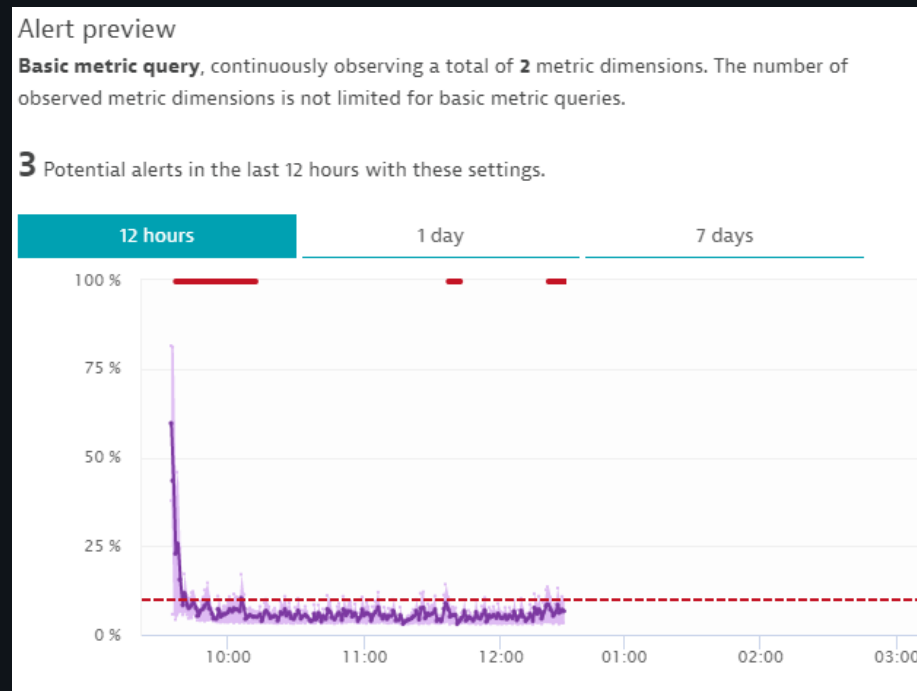 Alert preview
Basic metric query, continuously observing a total of 2 metric dimensions. The number of
observed metric dimensions is not limited for basic metric queries.
3 Potential alerts in the last 12 hours with these settings.
12 hours 1 day 7 days
100 %
75 %
50 %
25 %
0 %
10:00 11:00 12:00 01:00 02:00 03:00